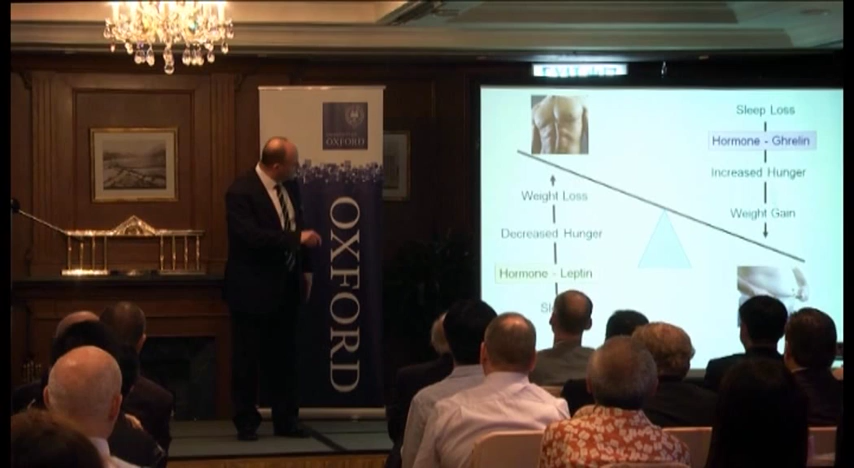 OXFORD
OXFORD
Sleep Loss
Hormone - Ghrelin
Increased Hunger
Weight Gain
Weight Loss
Decreased Hunger
Hormone - Leptin